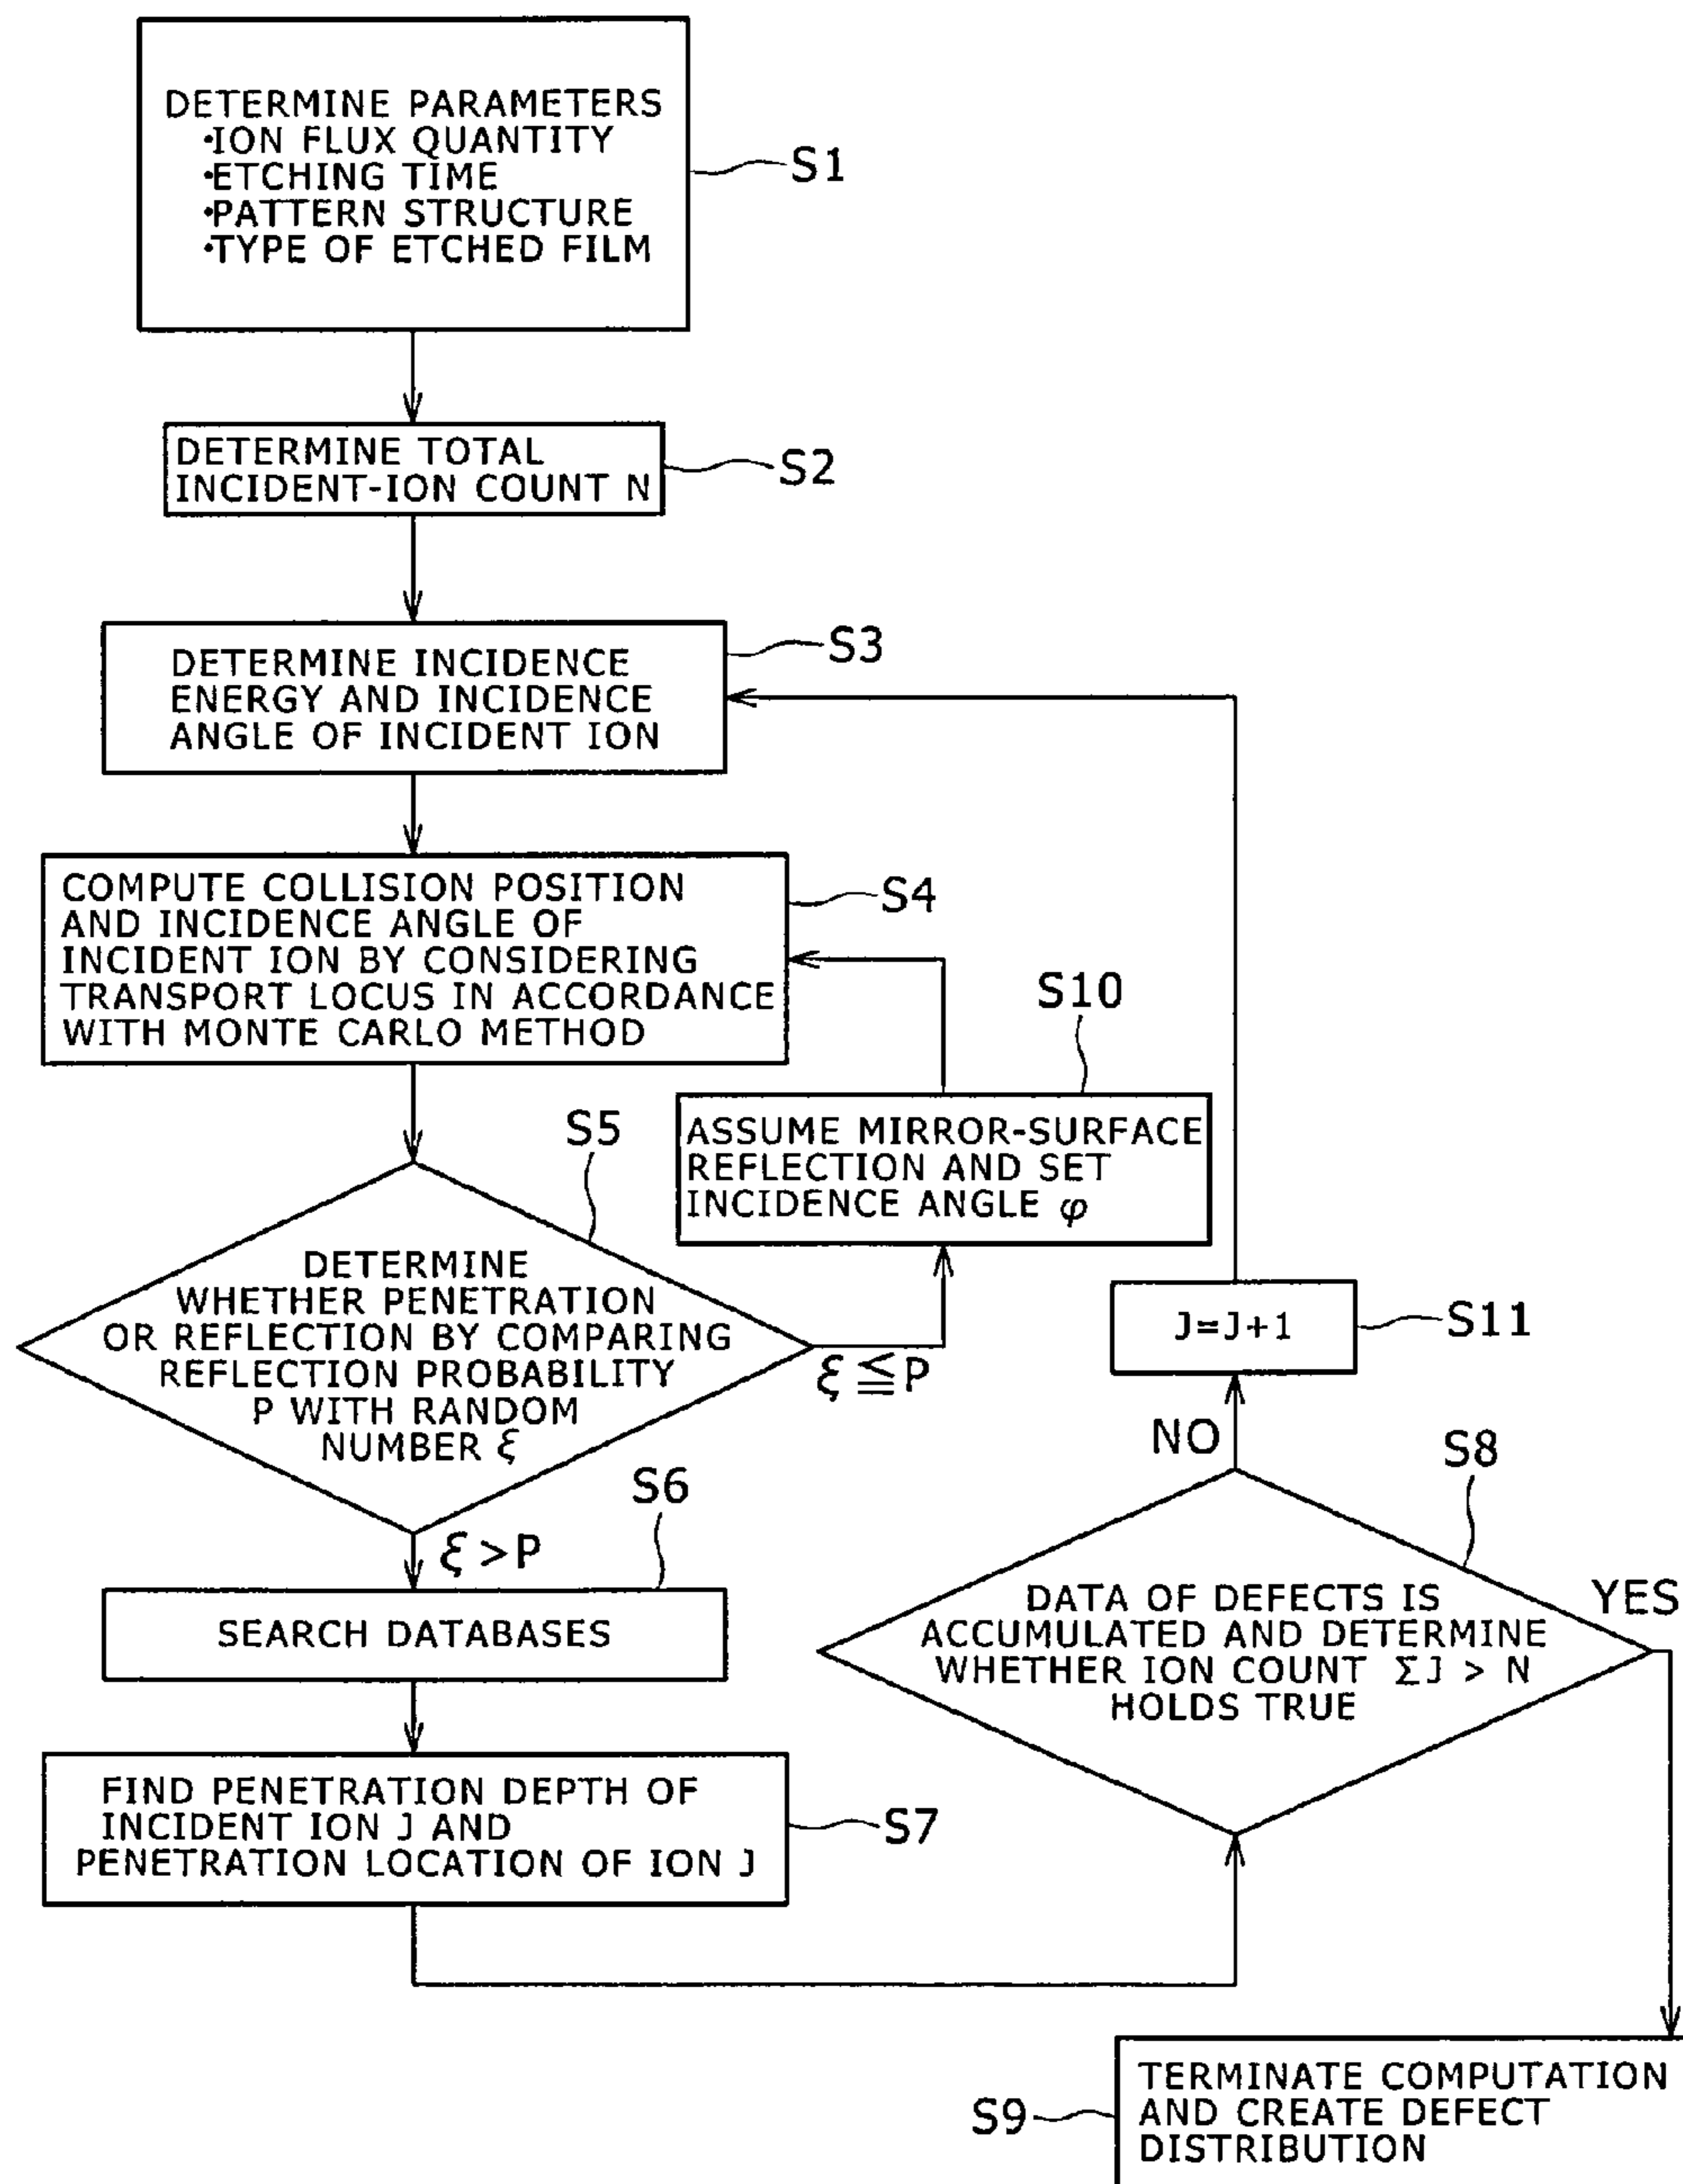 DETERMINE PARAMETERS
·ION FLUX QUANTITY
·ETCHING TIME
·PATTERN STRUCTURE
·TYPE OF ETCHED FILM
S1
DETERMINE TOTAL
INCIDENT-ION COUNT N
S2
DETERMINE INCIDENCE
ENERGY AND INCIDENCE
ANGLE OF INCIDENT ION
S3
COMPUTE COLLISION POSITION
AND INCIDENCE ANGLE OF
INCIDENT ION BY CONSIDERING
TRANSPORT LOCUS IN ACCORDANCE
WITH MONTE CARLO METHOD
S4
S10
ASSUME MIRROR-SURFACE
REFLECTION AND SET
INCIDENCE ANGLE φ
S5
DETERMINE
WHETHER PENETRATION
OR REFLECTION BY COMPARING
REFLECTION PROBABILITY
P WITH RANDOM
NUMBER ξ
ξ≦P
ξ>P
S6
SEARCH DATABASES
FIND PENETRATION DEPTH OF
INCIDENT ION J AND
PENETRATION LOCATION OF ION J
S7
J=J+1
S11
NO
S8
DATA OF DEFECTS IS
ACCUMULATED AND DETERMINE
WHETHER ION COUNT ΣJ > N
HOLDS TRUE
YES
S9
TERMINATE COMPUTATION
AND CREATE DEFECT
DISTRIBUTION